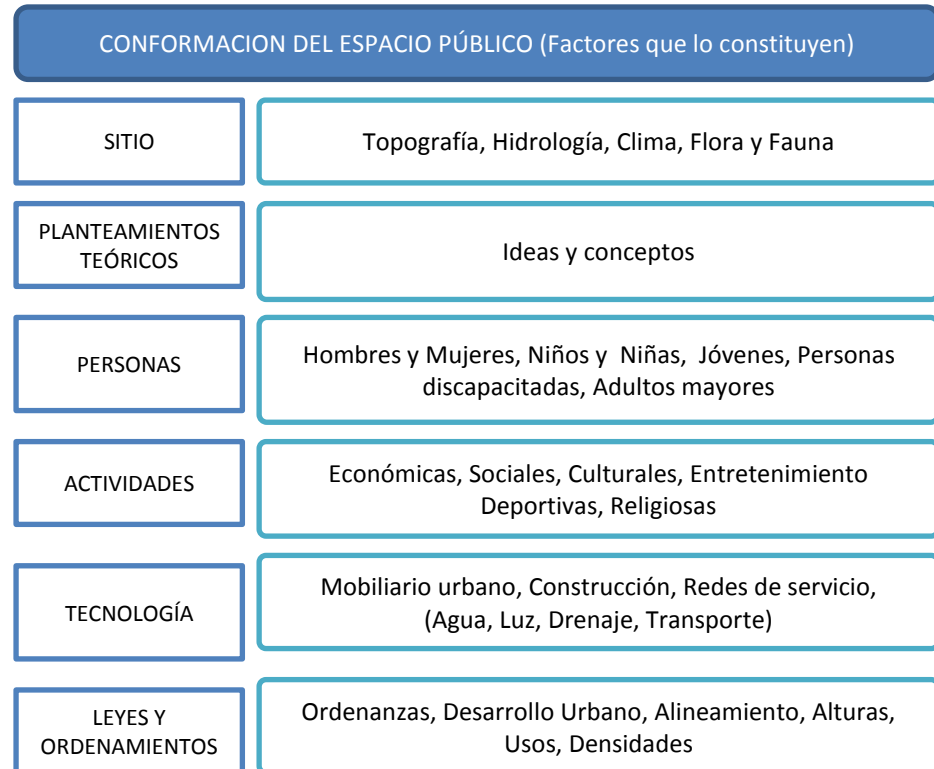 CONFORMACION DEL ESPACIO PÚBLICO (Factores que lo constituyen)
SITIO
Topografía, Hidrología, Clima, Flora y Fauna
PLANTEAMIENTOS
TEÓRICOS
Ideas y conceptos
PERSONAS
Hombres y Mujeres, Niños y Niñas, Jóvenes, Personas
discapacitadas, Adultos mayores
ACTIVIDADES
Económicas, Sociales, Culturales, Entretenimiento
Deportivas, Religiosas
TECNOLOGÍA
Mobiliario urbano, Construcción, Redes de servicio,
(Agua, Luz, Drenaje, Transporte)
LEYES Y
ORDENAMIENTOS
Ordenanzas, Desarrollo Urbano, Alineamiento, Alturas,
Usos, Densidades